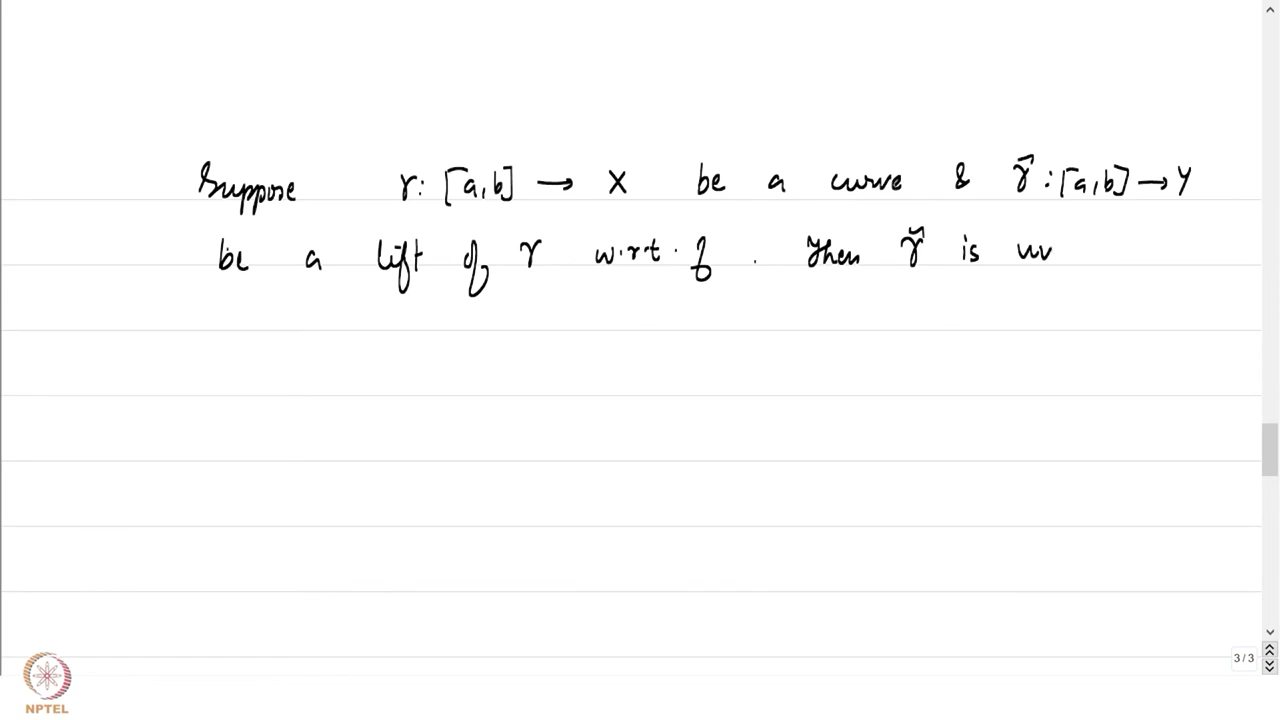 Suppose γ: [a,b] → X be a curve & γ̃ : [a,b] → Y
be a lift of γ w.r.t. f . Then γ̃ is
3 / 3
NPTEL